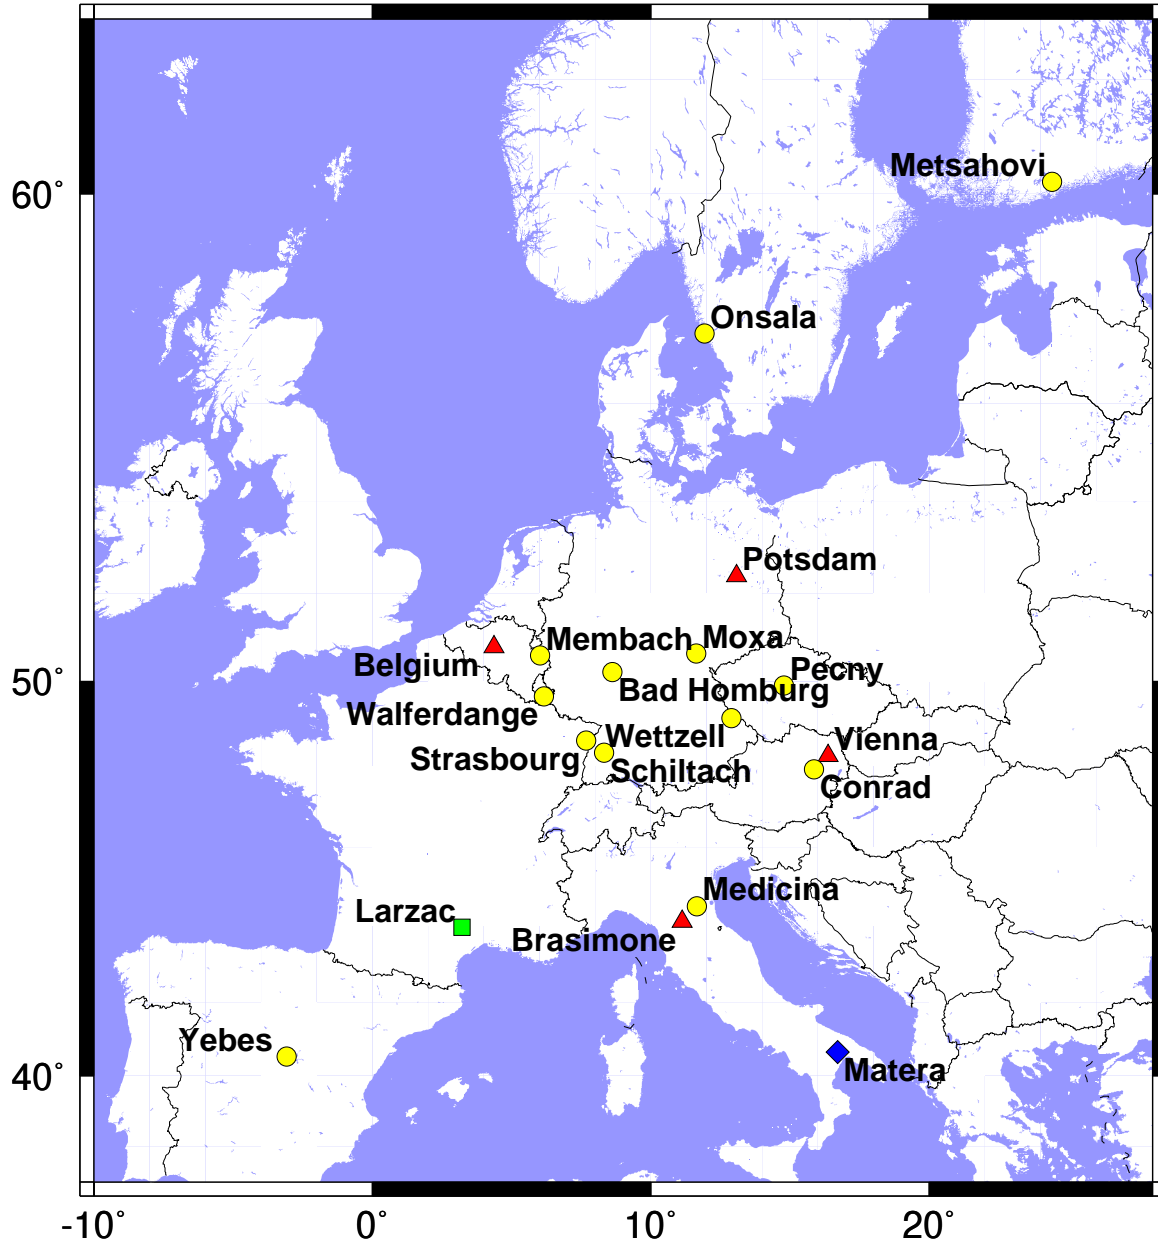 Metsahovi
60°
Onsala
Potsdam
Membach
Moxa
Belgium
Pecny
50°
Bad Homburg
Walferdange
Wettzell
Vienna
Strasbourg
Schiltach
Conrad
Medicina
Larzac
Brasimone
Yebes
Matera
40°
-10°
0°
10°
20°